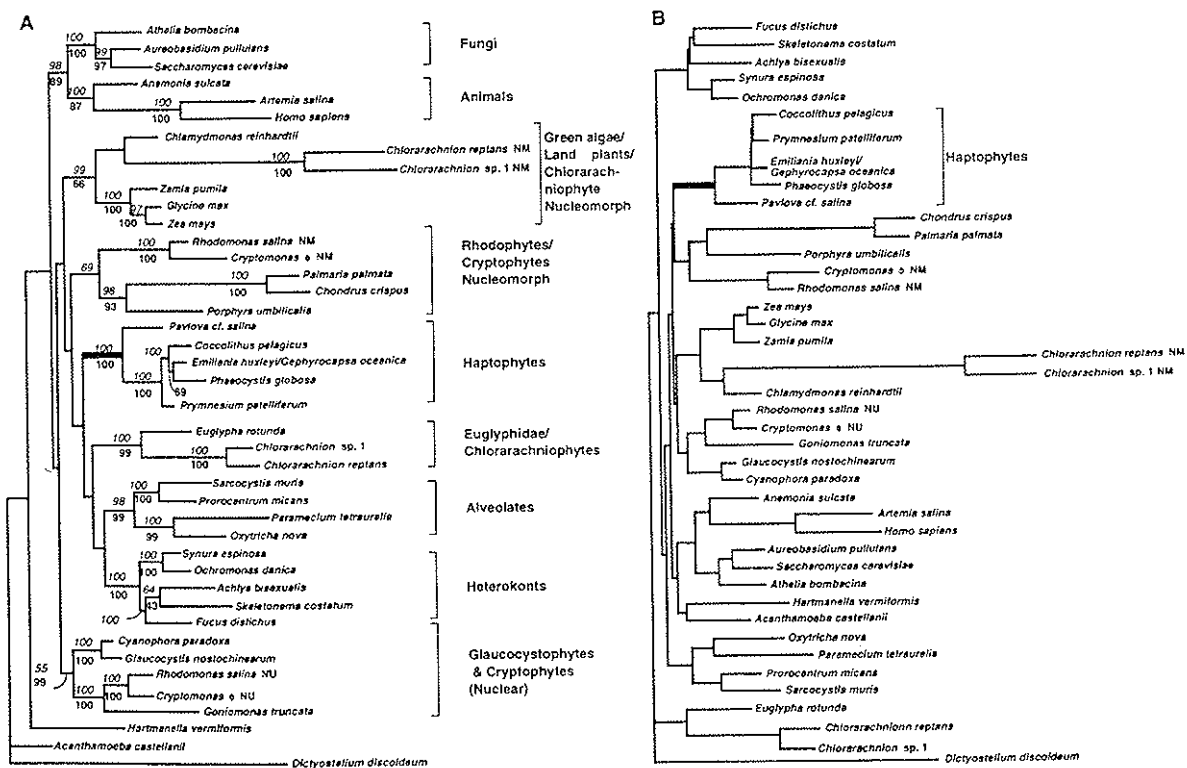 A
100
Athelia bombacina
100
99
Aureobasidium pullulans
97
Saccharomyces cerevisiae
Fungi
98
89
Anemonia sulcata
100
87
100
Artemia salina
100
Homo sapiens
Animals
Chlamydmonas reinhardtii
100
Chlorarachnion reptans NM
100
Chlorarachnion sp. 1 NM
99
66
Zamia pumila
100
97
Glycine max
100
Zea mays
Green algae/
Land plants/
Chlorarach-
niophyte
Nucleomorph
100
Rhodomonas salina NM
100
Cryptomonas Φ NM
69
100
Palmaria palmata
100
Chondrus crispus
98
93
Porphyra umbilicalia
Rhodophytes/
Cryptophytes
Nucleomorph
Pavlova cf. salina
100
100
100
Coccolithus pelagicus
Emiliania huxleyi/Gephyrocapsa oceanica
100
Phaeocystis globosa
69
Prymnesium patelliferum
Haptophytes
Euglypha rotunda
100
99
100
Chlorarachnion sp. 1
100
Chlorarachnion reptans
Euglyphidae/
Chlorarachniophytes
100
Sarcocystis muris
98
100
Prorocentrum micans
99
100
Paramecium tetraurelia
99
Oxytricha nova
Alveolates
100
Synura espinosa
100
Ochromonas danica
100
64
Achlya bisexualis
43
Skeletonema costatum
100
Fucus distichus
Heterokonts
100
Cyanophora paradoxa
100
Glaucocystis nostochinearum
55
99
100
Rhodomonas salina NU
100
100
Cryptomonas Φ NU
100
Goniomonas truncata
Glaucocystophytes
& Cryptophytes
(Nuclear)
Hartmanella vermiformis
Acanthamoeba castellanii
Dictyostelium discoideum
B
Fucus distichus
Skeletonema costatum
Achlya bisexualis
Synura espinosa
Ochromonas danica
Coccolithus pelagicus
Prymnesium patelliferum
Emiliania huxleyi/
Gephyrocapsa oceanica
Phaeocystis globosa
Pavlova cf. salina
Haptophytes
Chondrus crispus
Palmaria palmata
Porphyra umbilicalis
Cryptomonas Φ NM
Rhodomonas salina NM
Zea mays
Glycine max
Zamia pumila
Chlorarachnion reptans NM
Chlorarachnion sp. 1 NM
Chlamydmonas reinhardtii
Rhodomonas salina NU
Cryptomonas Φ NU
Goniomonas truncata
Glaucocystis nostochinearum
Cyanophora paradoxa
Anemonia sulcata
Artemia salina
Homo sapiens
Aureobasidium pullulans
Saccharomyces cerevisiae
Athelia bombacina
Hartmanella vermiformis
Acanthamoeba castellanii
Oxytricha nova
Paramecium tetraurelia
Prorocentrum micans
Sarcocystis muris
Euglypha rotunda
Chlorarachnionn reptans
Chlorarachnion sp. 1
Dictyostelium discoideum